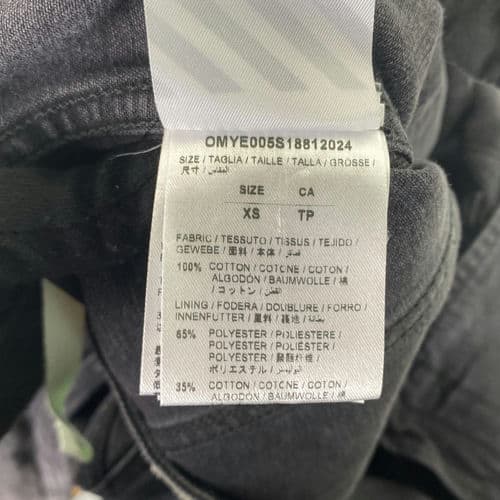 OMYE005S18812024
SIZE / TAGLIA / TAILLE / TALLA / GROSSE /
尺寸 / المقاس /
SIZE CA
XS TP
FABRIC / TESSUTO / TISSUS / TEJIDO /
GEWEBE / 面料 / 本体 / قماش /
100% COTTON / COTONE / COTON /
ALGODÓN / BAUMWOLLE / 棉
/ コットン / القطن /
LINING / FODERA / DOUBLURE / FORRO /
INNENFUTTER / 里料 / 裏地 / بطانة /
65% POLYESTER / POLIESTERE /
POLYESTER / POLIÉSTER /
POLYESTER / 聚酯纤维 /
ポリエステル / البوليستر /
35% COTTON / COTONE / COTON /
ALGODÓN / BAUMWOLLE / 棉